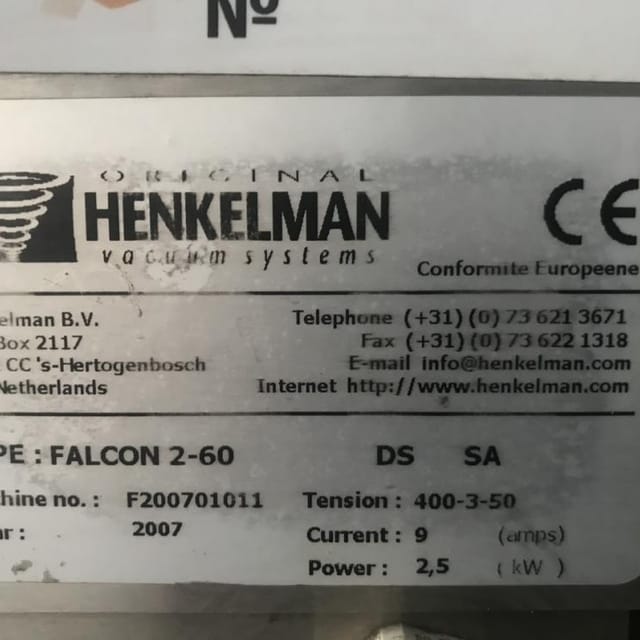 Nº
ORIGINAL
HENKELMAN
vacuum systems
CE
Conformite Europeene
elman B.V. Telephone (+31) (0) 73 621 3671
Box 2117 Fax (+31) (0) 73 622 1318
CC 's-Hertogenbosch E-mail info@henkelman.com
Netherlands Internet http://www.henkelman.com
PE : FALCON 2-60 DS SA
hine no. : F200701011 Tension : 400-3-50
ar : 2007 Current : 9 (amps)
Power : 2,5 ( kW )